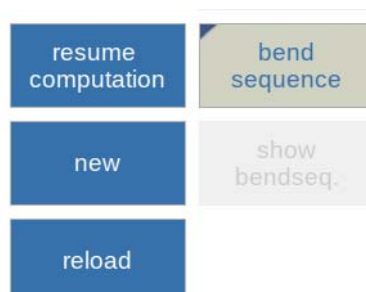 resume
computation
bend
sequence
new
show
bendseq.
reload